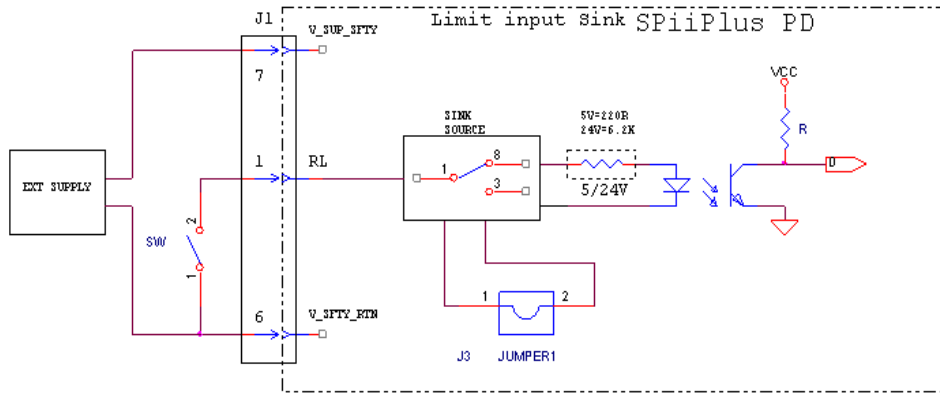 J1
Limit input Sink SPiiPlus PD
V_SUP_SFTY
7
VCC
SINK
SOURCE
5V=220R
24V=6.2K
R
1
RL
1
8
3
D
EXT SUPPLY
5/24V
2
SW
1
1
2
6
V_SFTY_RTN
J3
JUMPER1